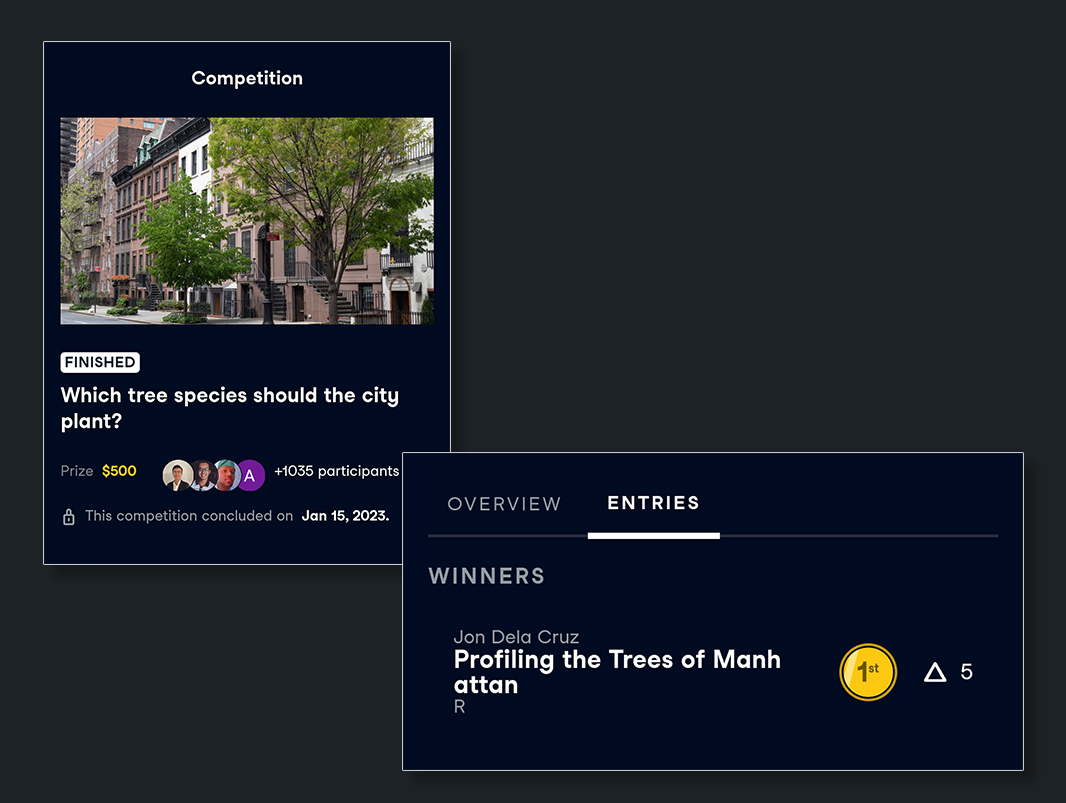 Competition
FINISHED
Which tree species should the city
plant?
Prize $500 A +1035 participants
This competition concluded on Jan 15, 2023.
OVERVIEW ENTRIES
WINNERS
Jon Dela Cruz
Profiling the Trees of Manh
attan
R
1st 5